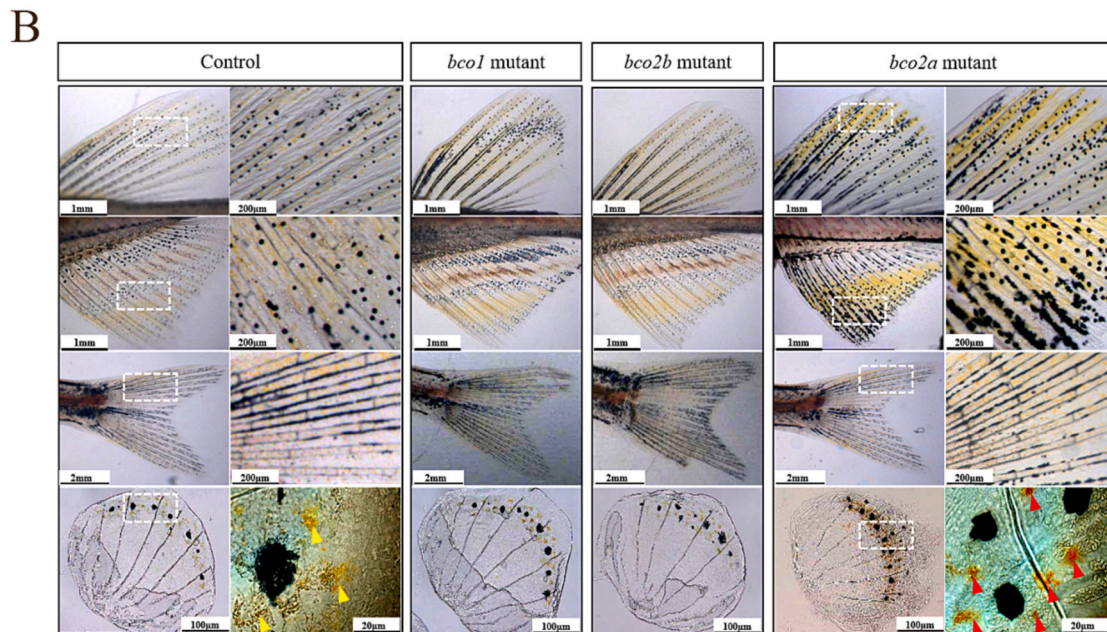 B
Control
bco1 mutant
bco2b mutant
bco2a mutant
1mm
200μm
1mm
1mm
1mm
200μm
1mm
200μm
1mm
1mm
1mm
200μm
2mm
200μm
2mm
2mm
2mm
200μm
100μm
20μm
100μm
100μm
100μm
20μm